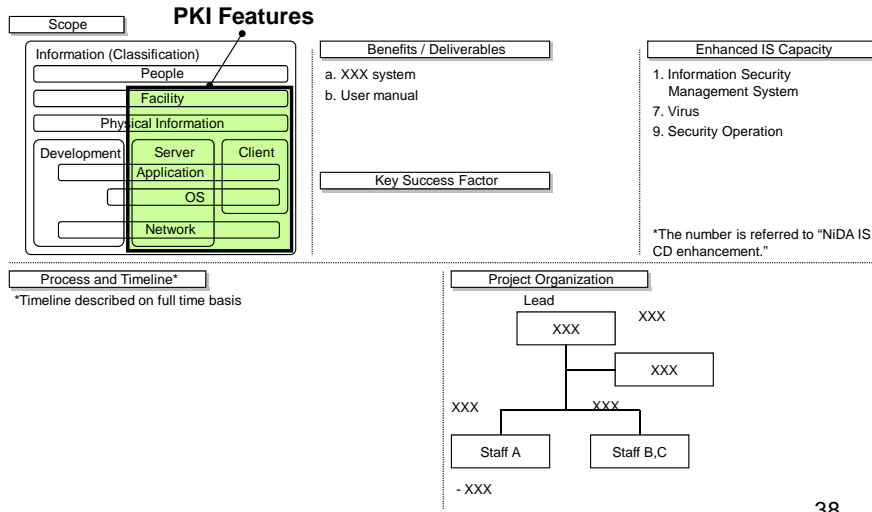 PKI Features
Scope
Information (Classification)
People
Facility
Physical Information
Development
Server
Client
Application
OS
Network
Benefits / Deliverables
a. XXX system
b. User manual
Key Success Factor
Enhanced IS Capacity
1. Information Security
Management System
7. Virus
9. Security Operation
*The number is referred to “NiDA IS
CD enhancement.”
Process and Timeline*
*Timeline described on full time basis
Project Organization
Lead
XXX
XXX
XXX
XXX
XXX
Staff A
Staff B,C
- XXX
38